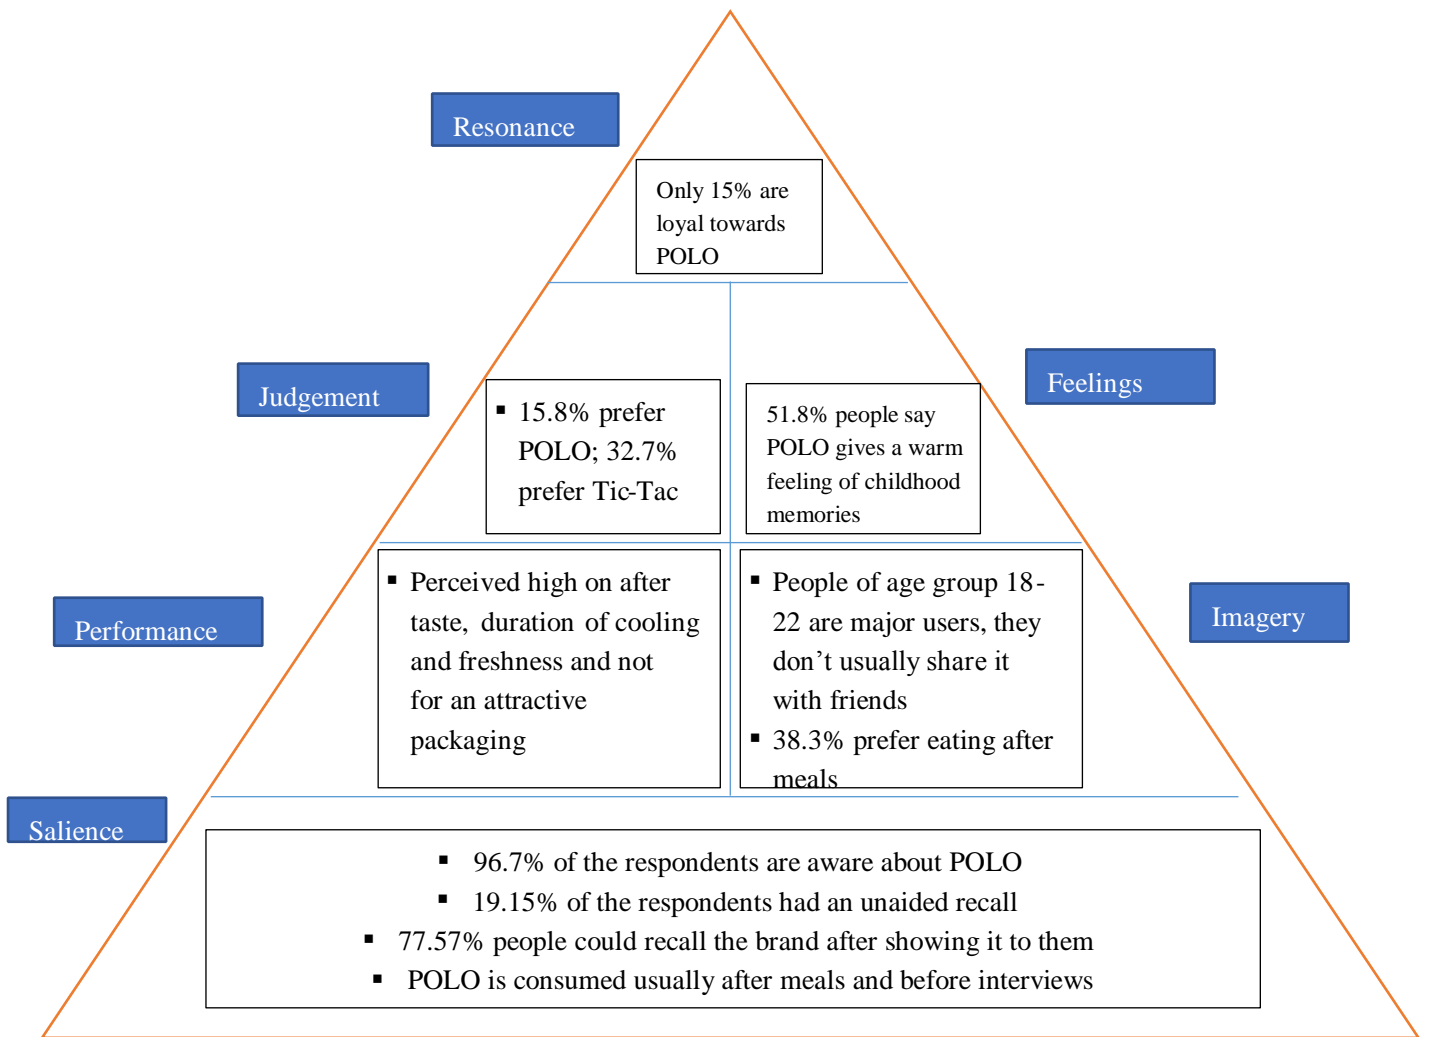 Resonance
Only 15% are
loyal towards
POLO
Judgement
Feelings
▪ 15.8% prefer
POLO; 32.7%
prefer Tic-Tac
51.8% people say
POLO gives a warm
feeling of childhood
memories
Performance
Imagery
▪ Perceived high on after
taste, duration of cooling
and freshness and not
for an attractive
packaging
▪ People of age group 18-
22 are major users, they
don’t usually share it
with friends
▪ 38.3% prefer eating after
meals
Salience
▪ 96.7% of the respondents are aware about POLO
▪ 19.15% of the respondents had an unaided recall
▪ 77.57% people could recall the brand after showing it to them
▪ POLO is consumed usually after meals and before interviews